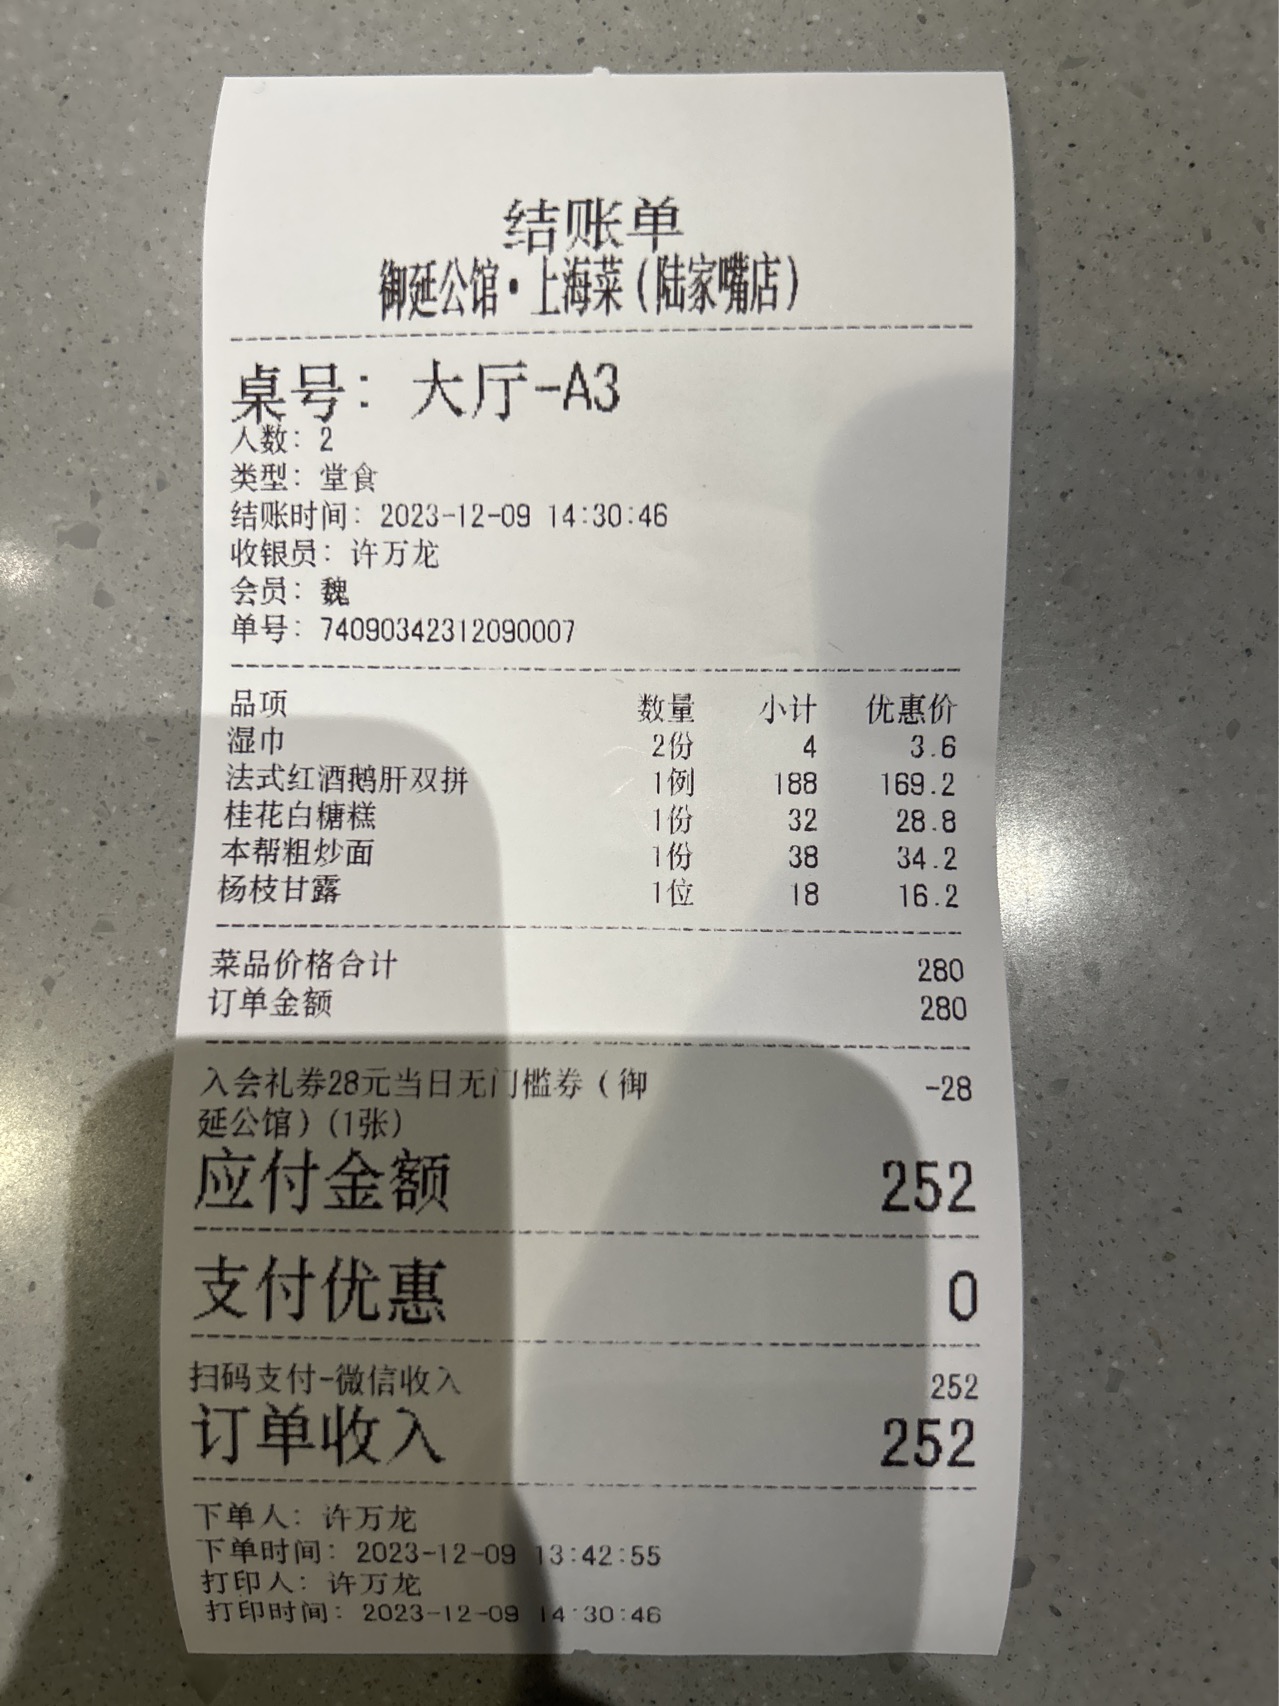 结账单
御延公馆·上海菜(陆家嘴店)
桌号: 大厅-A3
人数: 2
类型: 堂食
结账时间: 2023-12-09 14:30:46
收银员: 许万龙
会员: 魏
单号: 74090342312090007
品项 数量 小计 优惠价
湿巾 2份 4 3.6
法式红酒鹅肝双拼 1例 188 169.2
桂花白糖糕 1份 32 28.8
本帮粗炒面 1份 38 34.2
杨枝甘露 1位 18 16.2
菜品价格合计 280
订单金额 280
入会礼券28元当日无门槛券(御 -28
延公馆)(1张)
应付金额 252
支付优惠 0
扫码支付-微信收入 252
订单收入 252
下单人: 许万龙
下单时间: 2023-12-09 13:42:55
打印人: 许万龙
打印时间: 2023-12-09 14:30:46